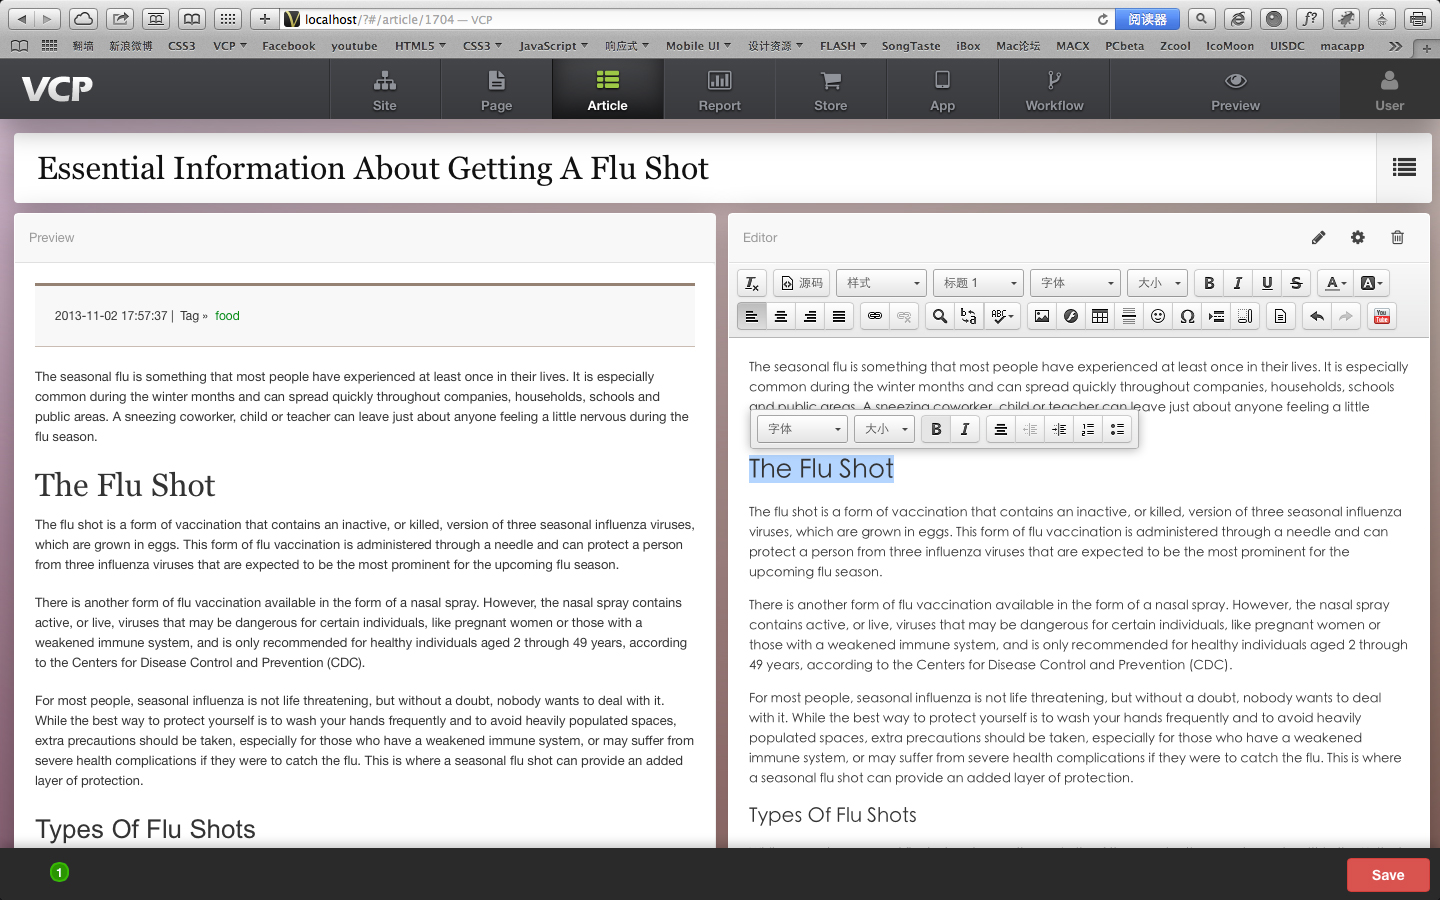 localhost/?#/article/1704 — VCP
阅读器
翻墙 新浪微博 CSS3 VCP Facebook youtube HTML5 CSS3 JavaScript 响应式 Mobile UI 设计资源 FLASH SongTaste iBox Mac论坛 MACX PCbeta Zcool IcoMoon UISDC macapp
VCP
Site Page Article Report Store App Workflow Preview User
Essential Information About Getting A Flu Shot
Preview
2013-11-02 17:57:37 | Tag » food
The seasonal flu is something that most people have experienced at least once in their lives. It is especially
common during the winter months and can spread quickly throughout companies, households, schools and
public areas. A sneezing coworker, child or teacher can leave just about anyone feeling a little nervous during the
flu season.
The Flu Shot
The flu shot is a form of vaccination that contains an inactive, or killed, version of three seasonal influenza viruses,
which are grown in eggs. This form of flu vaccination is administered through a needle and can protect a person
from three influenza viruses that are expected to be the most prominent for the upcoming flu season.
There is another form of flu vaccination available in the form of a nasal spray. However, the nasal spray contains
active, or live, viruses that may be dangerous for certain individuals, like pregnant women or those with a
weakened immune system, and is only recommended for healthy individuals aged 2 through 49 years, according
to the Centers for Disease Control and Prevention (CDC).
For most people, seasonal influenza is not life threatening, but without a doubt, nobody wants to deal with it.
While the best way to protect yourself is to wash your hands frequently and to avoid heavily populated spaces,
extra precautions should be taken, especially for those who have a weakened immune system, or may suffer from
severe health complications if they were to catch the flu. This is where a seasonal flu shot can provide an added
layer of protection.
Types Of Flu Shots
Editor
源码 样式 标题 1 字体 大小 B I U S A A
ABC You Tube
The seasonal flu is something that most people have experienced at least once in their lives. It is especially
common during the winter months and can spread quickly throughout companies, households, schools
and public areas. A sneezing coworker, child or teacher can leave just about anyone feeling a little
字体 大小 B I
The Flu Shot
The flu shot is a form of vaccination that contains an inactive, or killed, version of three seasonal influenza
viruses, which are grown in eggs. This form of flu vaccination is administered through a needle and can
protect a person from three influenza viruses that are expected to be the most prominent for the
upcoming flu season.
There is another form of flu vaccination available in the form of a nasal spray. However, the nasal spray
contains active, or live, viruses that may be dangerous for certain individuals, like pregnant women or
those with a weakened immune system, and is only recommended for healthy individuals aged 2 through
49 years, according to the Centers for Disease Control and Prevention (CDC).
For most people, seasonal influenza is not life threatening, but without a doubt, nobody wants to deal
with it. While the best way to protect yourself is to wash your hands frequently and to avoid heavily
populated spaces, extra precautions should be taken, especially for those who have a weakened
immune system, or may suffer from severe health complications if they were to catch the flu. This is where
a seasonal flu shot can provide an added layer of protection.
Types Of Flu Shots
1
Save